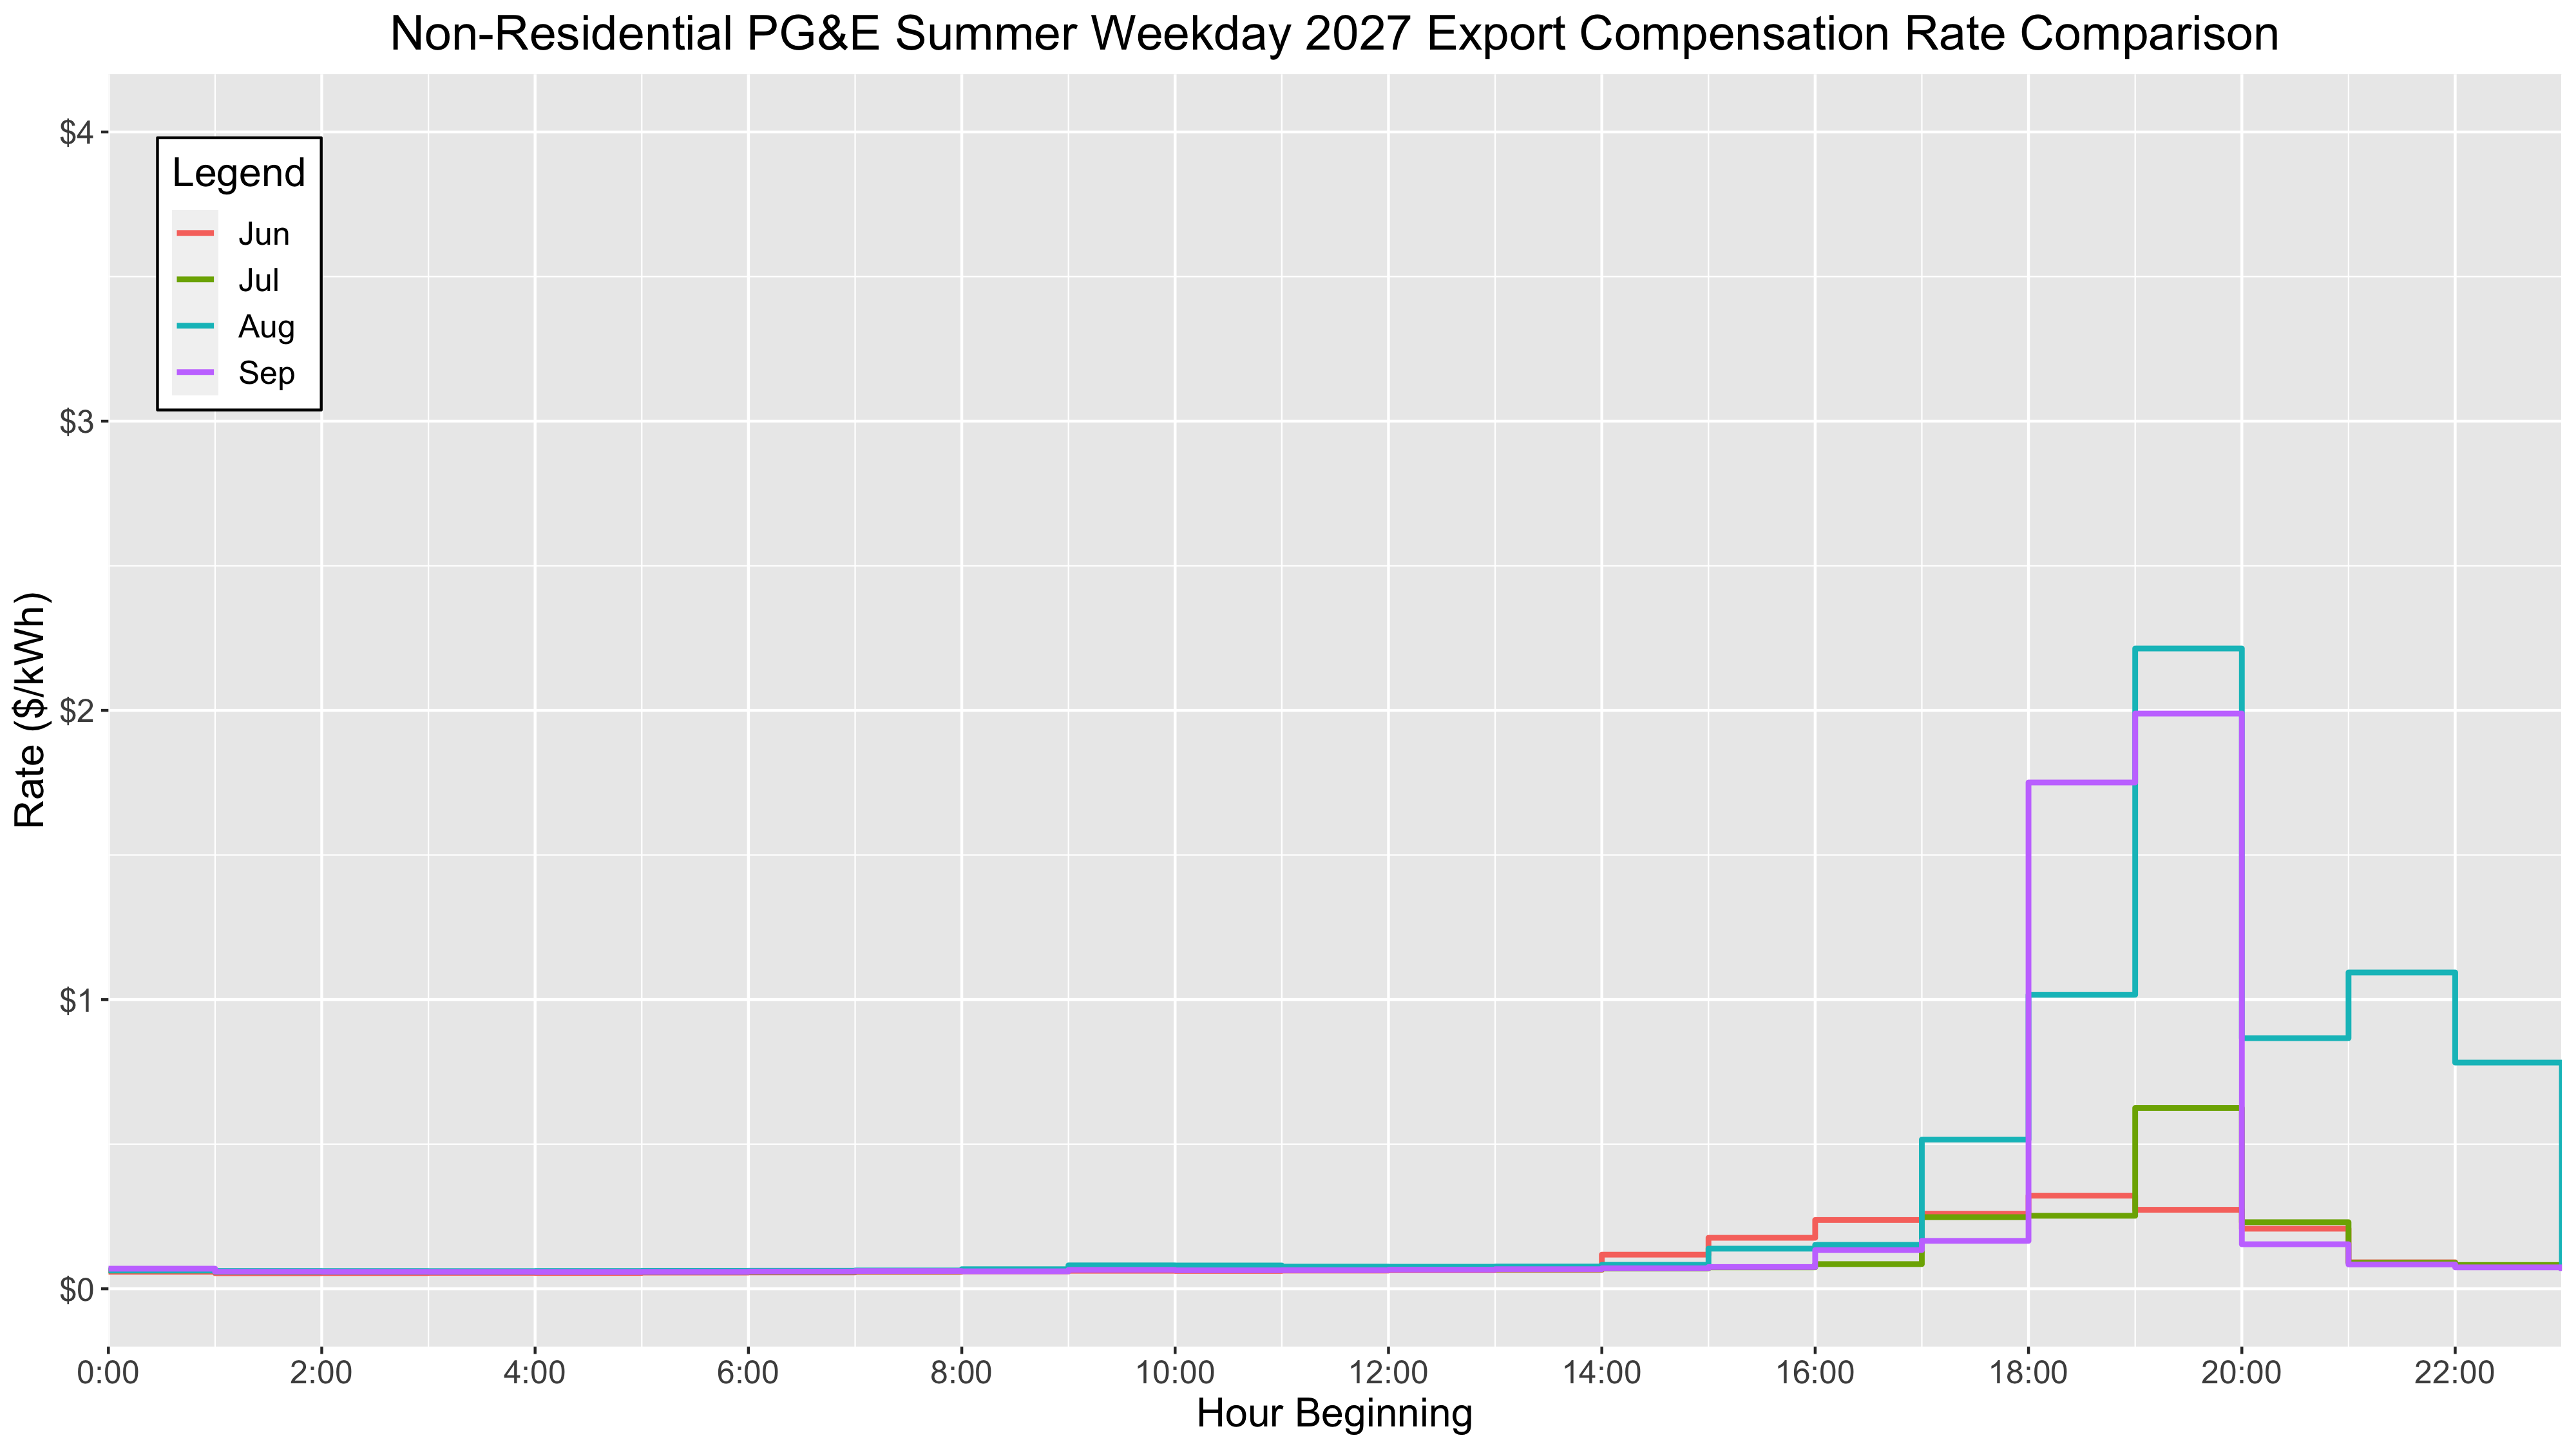 Non-Residential PG&E Summer Weekday 2027 Export Compensation Rate Comparison
$4
Legend
Jun
Jul
Aug
Sep
$3
Rate ($/kWh)
$2
$1
$0
0:00 2:00 4:00 6:00 8:00 10:00 12:00 14:00 16:00 18:00 20:00 22:00
Hour Beginning